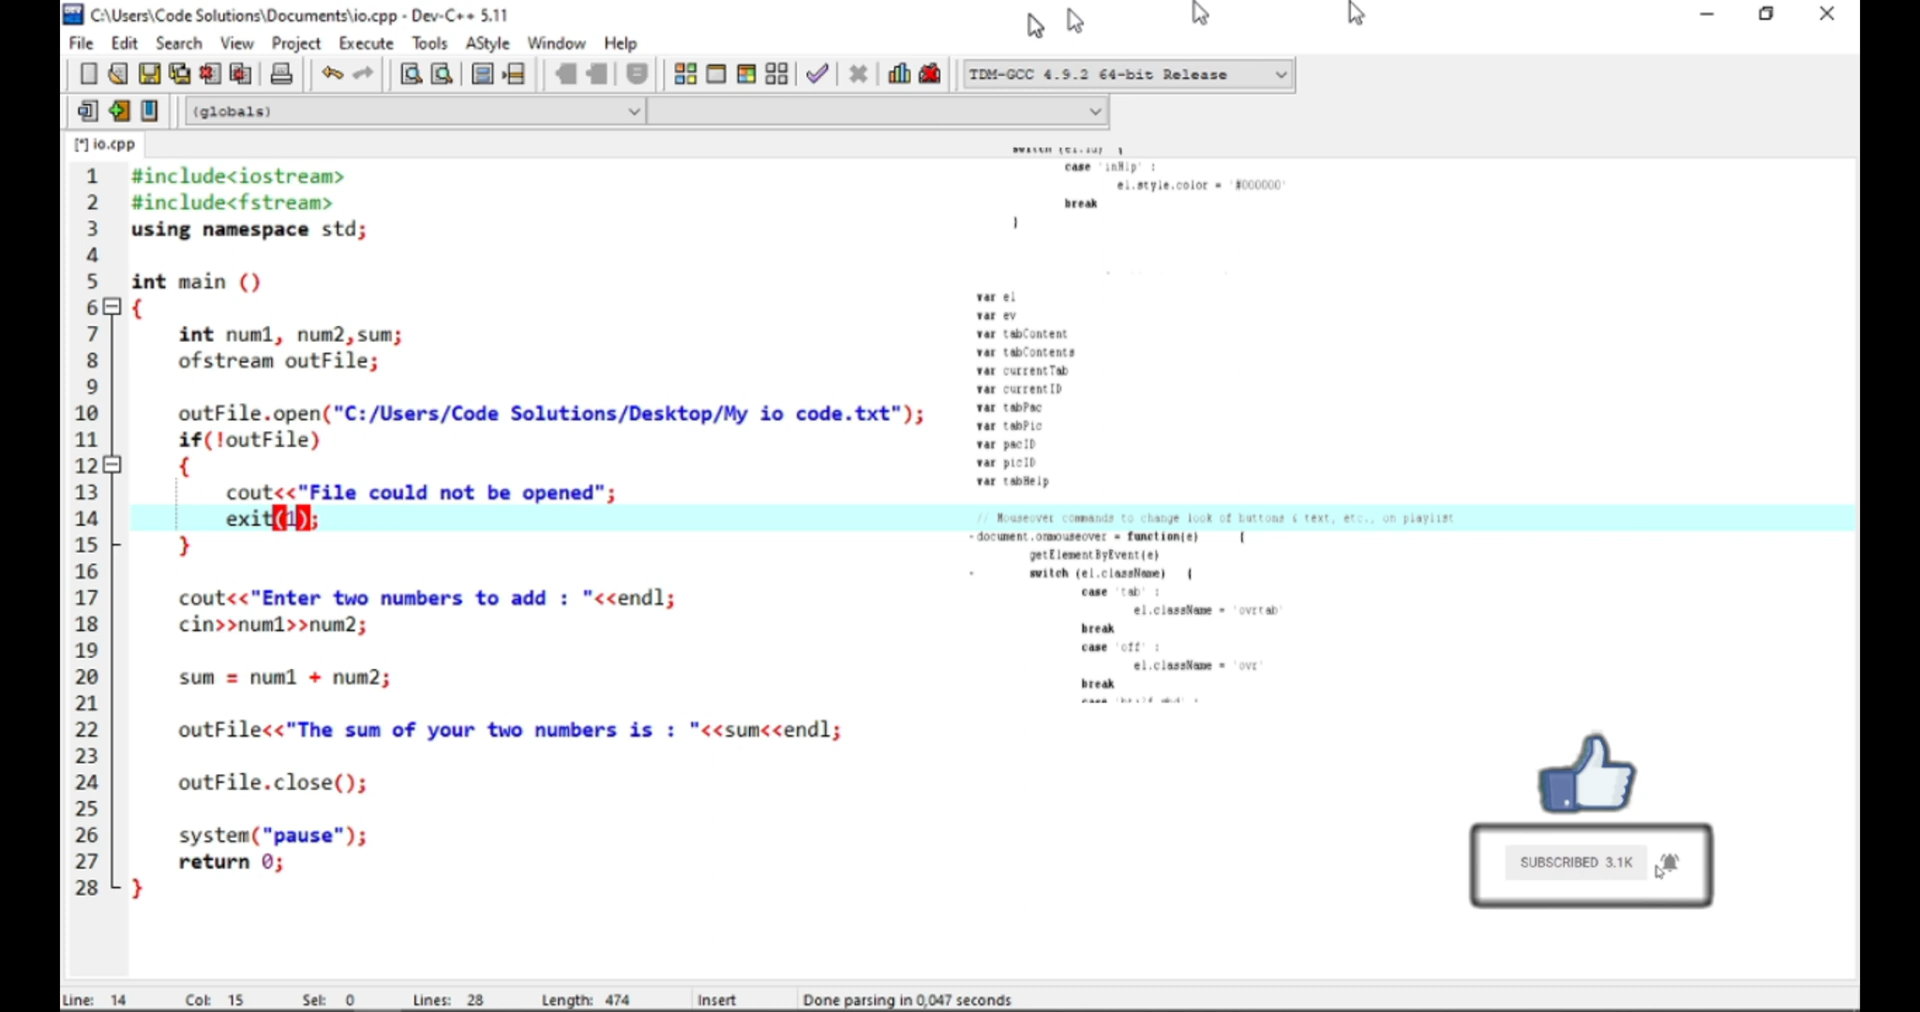 C:\Users\Code Solutions\Documents\io.cpp - Dev-C++ 5.11
File Edit Search View Project Execute Tools AStyle Window Help
TDM-GCC 4.9.2 64-bit Release
(globals)
[*] io.cpp
1 #include<iostream>
2 #include<fstream>
3 using namespace std;
4
5 int main ()
6 {
7 int num1, num2,sum;
8 ofstream outFile;
9
10 outFile.open("C:/Users/Code Solutions/Desktop/My io code.txt");
11 if(!outFile)
12 {
13 cout<<"File could not be opened";
14 exit(1);
15 }
16
17 cout<<"Enter two numbers to add : "<<endl;
18 cin>>num1>>num2;
19
20 sum = num1 + num2;
21
22 outFile<<"The sum of your two numbers is : "<<sum<<endl;
23
24 outFile.close();
25
26 system("pause");
27 return 0;
28 }
case 'inHip' :
el.style.color = '#000000'
break
}
var el
var ev
var tabContent
var tabContents
var currentTab
var currentID
var tabPac
var tabPic
var pacID
var picID
var tabHelp
// Mouseover commands to change look of buttons & text, etc., on playlist
document.onmouseover = function(e) {
getElementByEvent(e)
switch (el.className) {
case 'tab' :
el.className = 'ovrtab'
break
case 'off' :
el.className = 'ovr'
break
SUBSCRIBED 3.1K
Line: 14 Col: 15 Sel: 0 Lines: 28 Length: 474 Insert Done parsing in 0,047 seconds